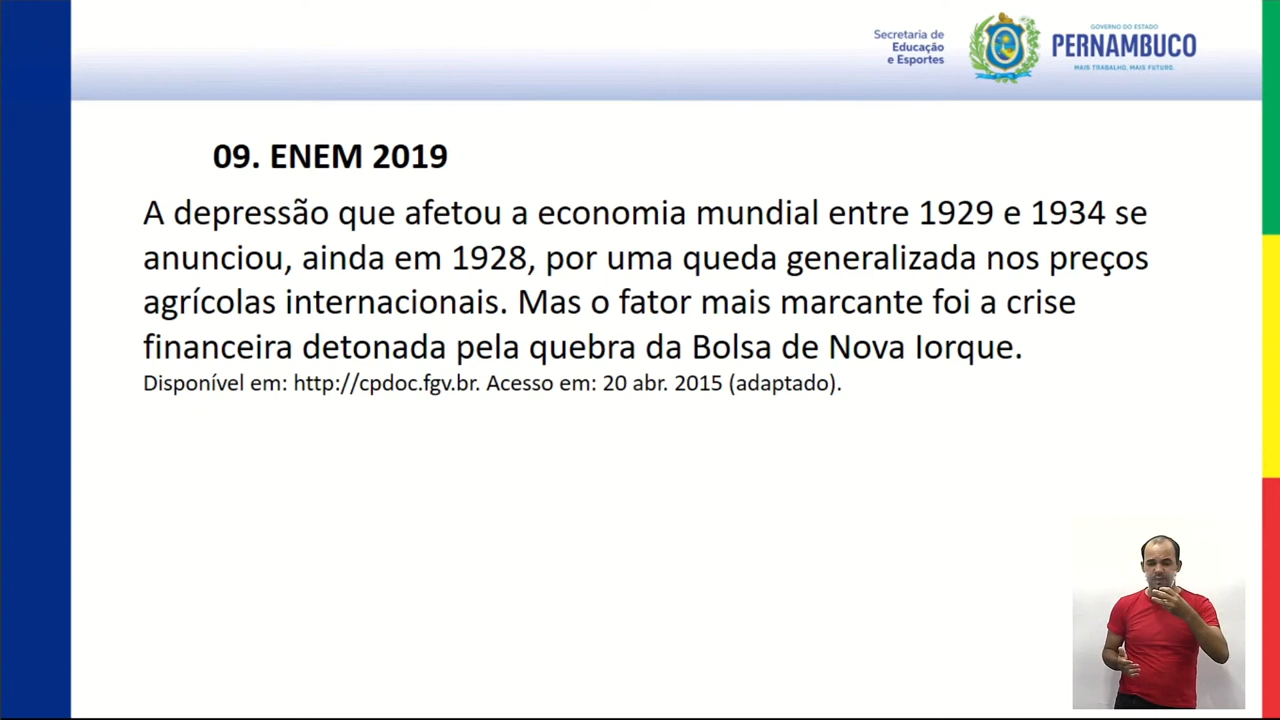 Secretaria de
Educação
e Esportes
GOVERNO DO ESTADO
PERNAMBUCO
MAIS TRABALHO, MAIS FUTURO.
09. ENEM 2019
A depressão que afetou a economia mundial entre 1929 e 1934 se
anunciou, ainda em 1928, por uma queda generalizada nos preços
agrícolas internacionais. Mas o fator mais marcante foi a crise
financeira detonada pela quebra da Bolsa de Nova Iorque.
Disponível em: http://cpdoc.fgv.br. Acesso em: 20 abr. 2015 (adaptado).